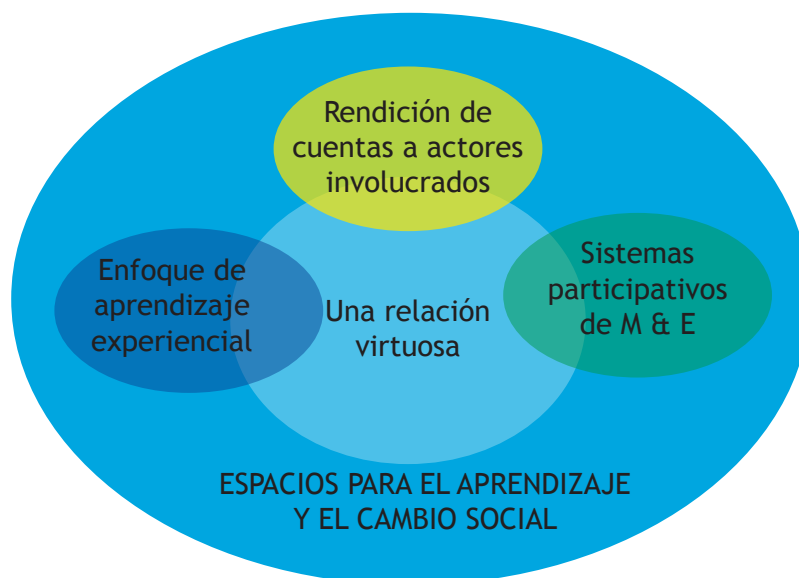 Rendición de
cuentas a actores
involucrados
Enfoque de
aprendizaje
experiencial
Una relación
virtuosa
Sistemas
participativos
de M & E
ESPACIOS PARA EL APRENDIZAJE
Y EL CAMBIO SOCIAL